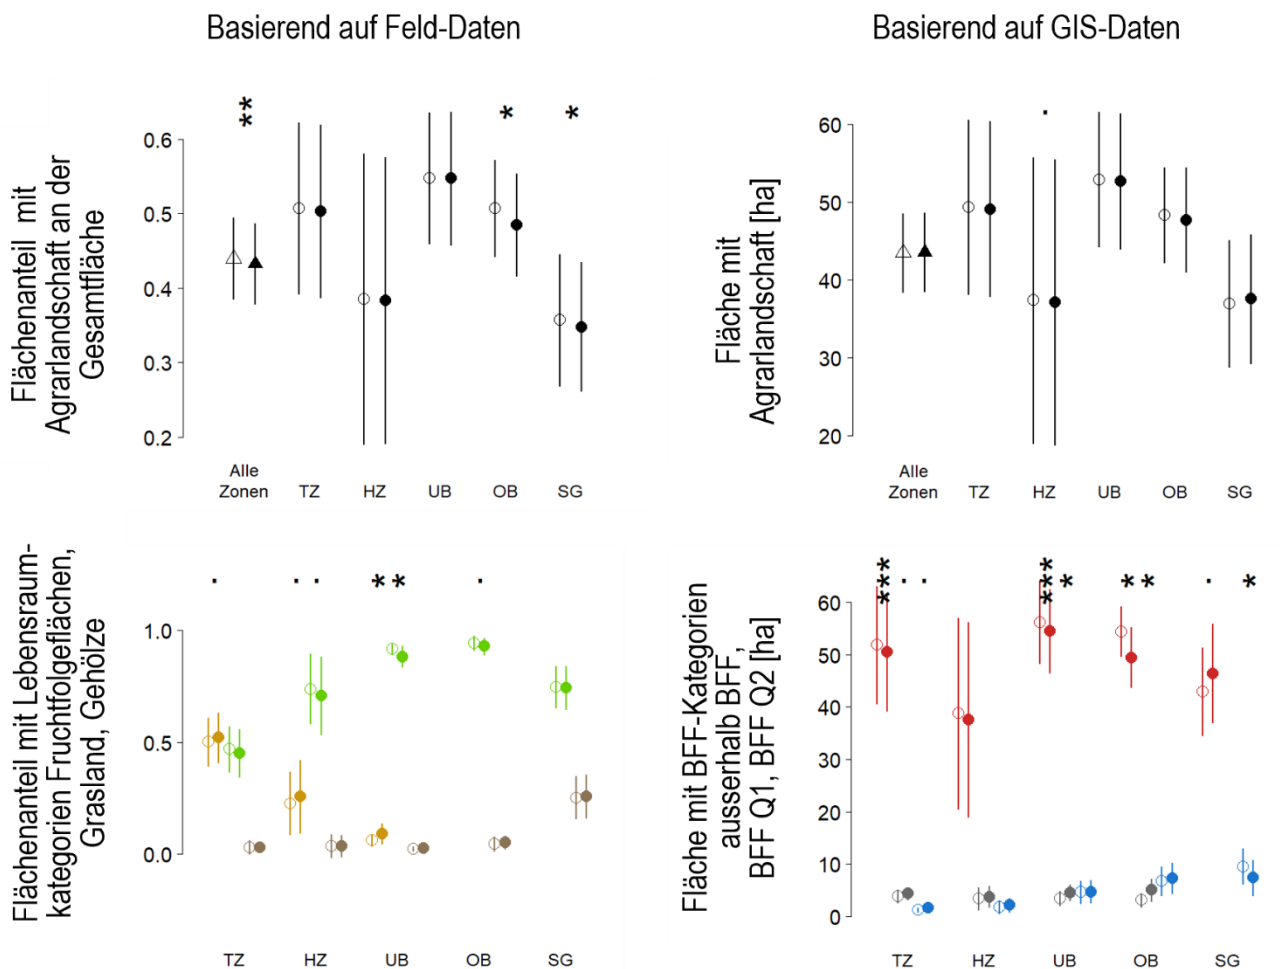 Basierend auf Feld-Daten
Basierend auf GIS-Daten
Flächenanteil mit
Agrarlandschaft an der
Gesamtfläche
**
*
*
0.6
0.5
0.4
0.3
0.2
Alle
Zonen
TZ
HZ
UB
OB
SG
Fläche mit
Agrarlandschaft [ha]
.
60
50
40
30
20
Alle
Zonen
TZ
HZ
UB
OB
SG
Flächenanteil mit Lebensraum-
kategorien Fruchtfolgeflächen,
Grasland, Gehölze
.
. .
* *
.
1.0
0.5
0.0
TZ
HZ
UB
OB
SG
Fläche mit BFF-Kategorien
ausserhalb BFF,
BFF Q1, BFF Q2 [ha]
*** . .
*** *
* *
. *
60
50
40
30
20
10
0
TZ
HZ
UB
OB
SG